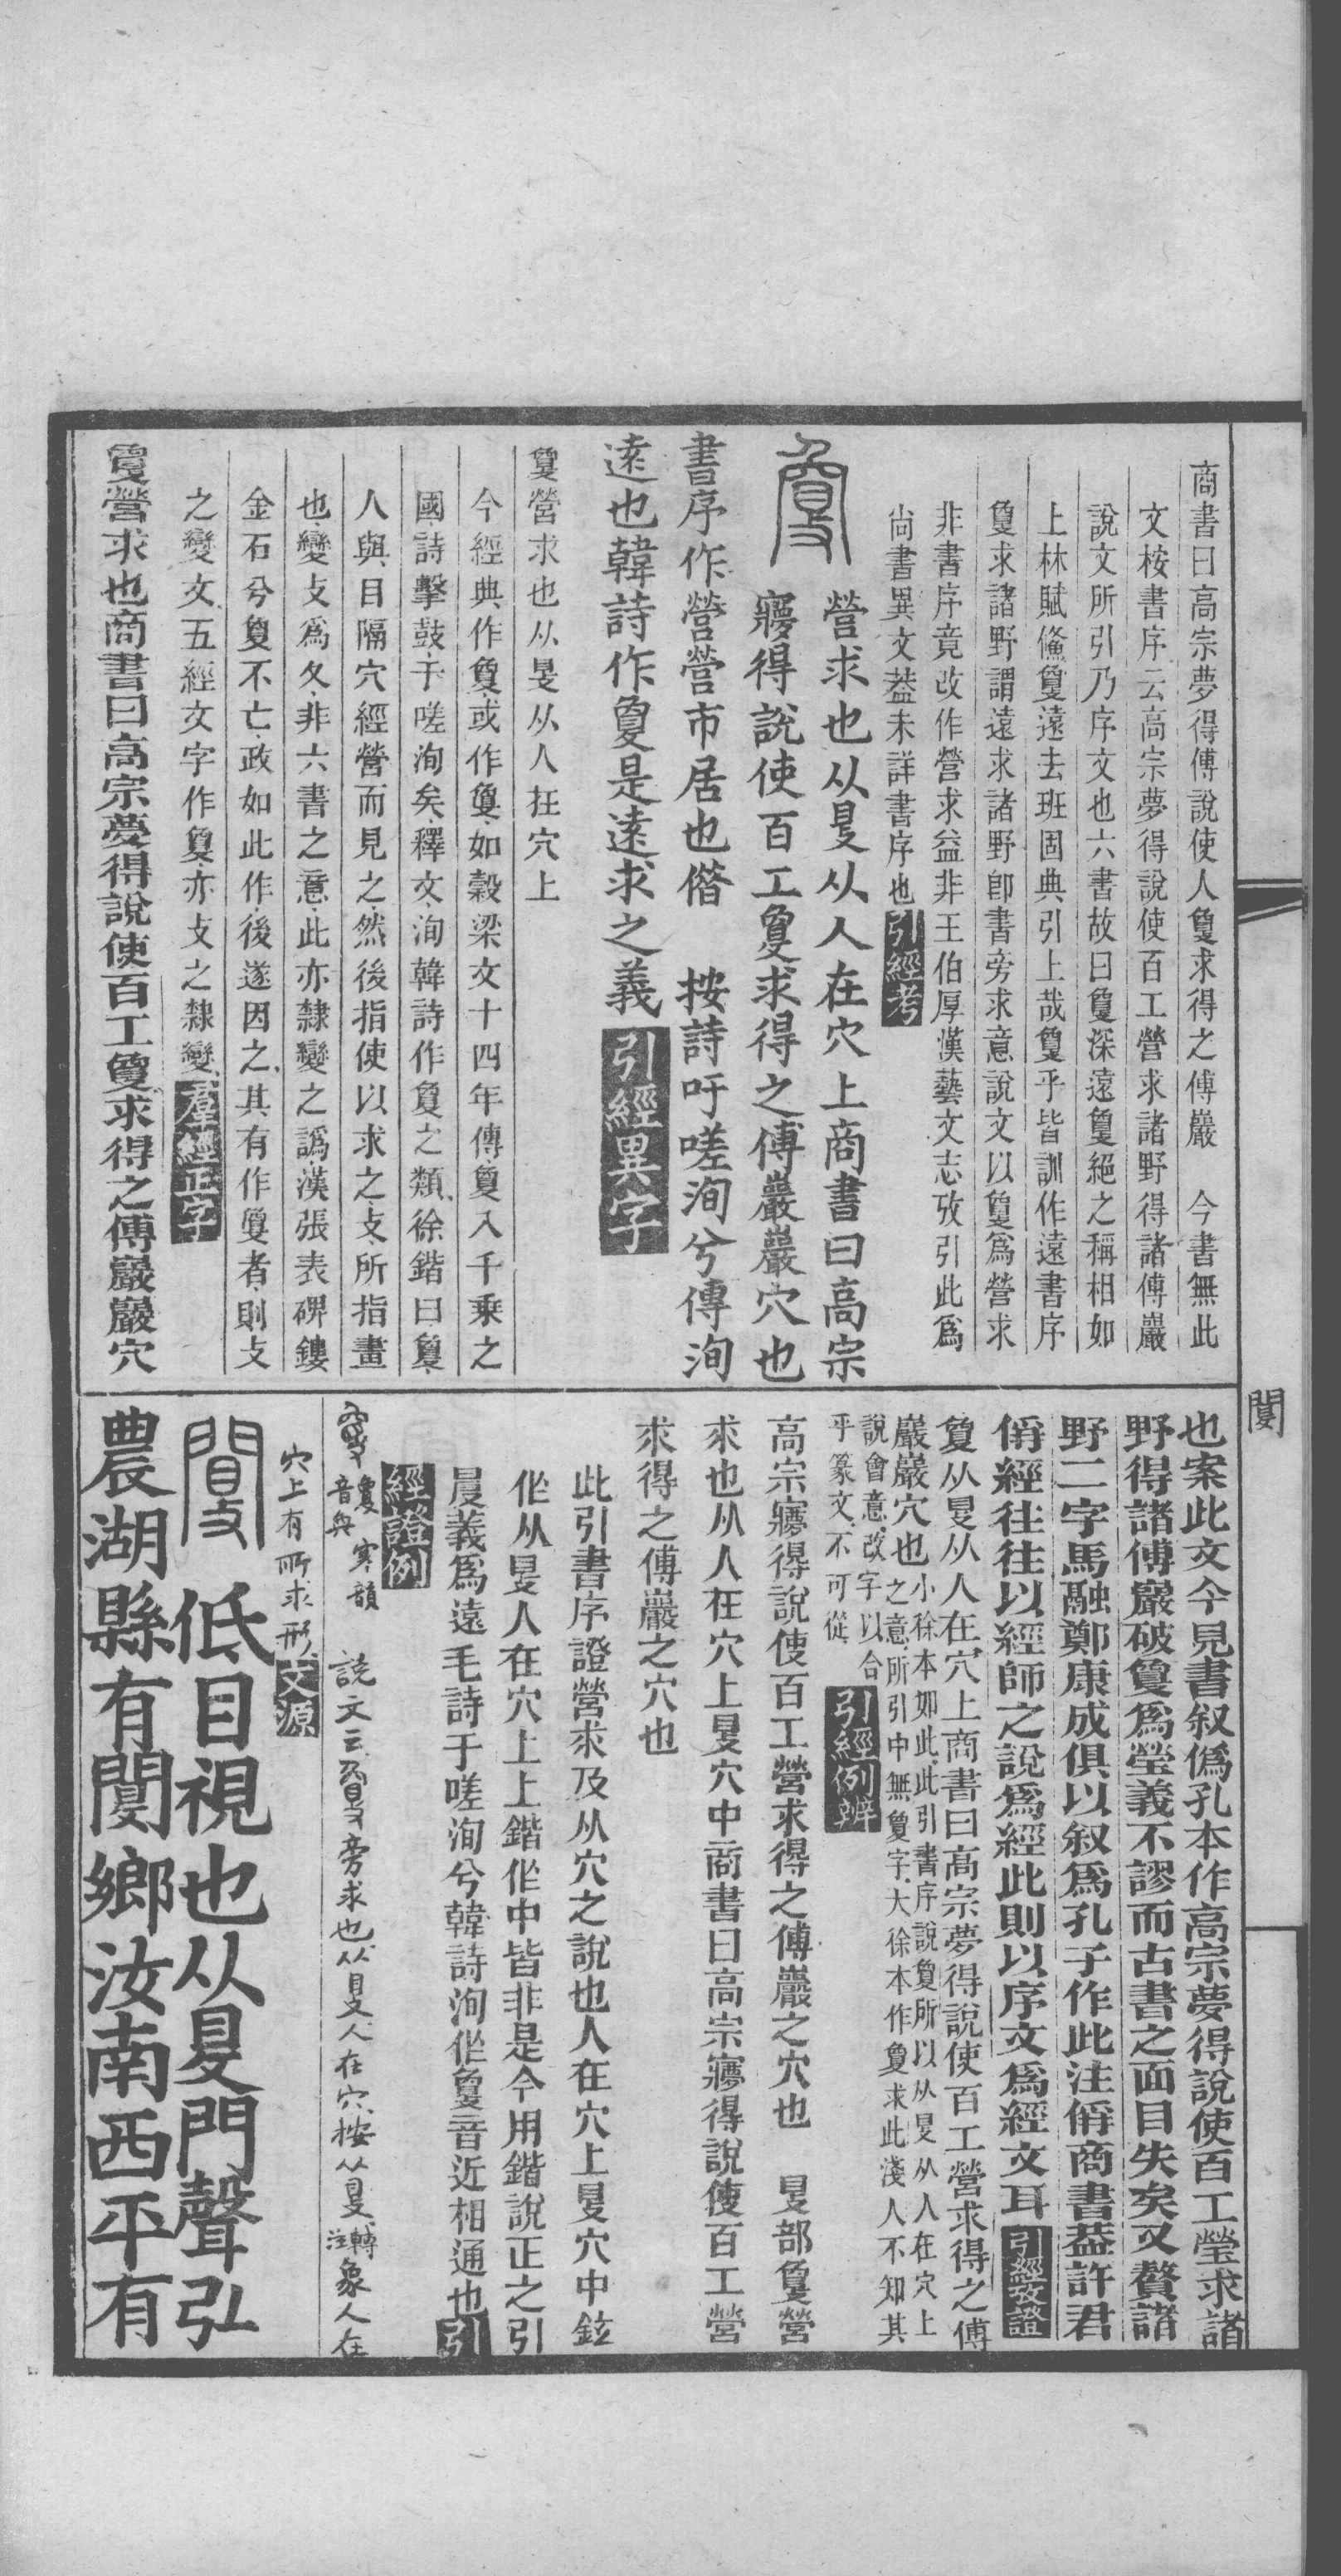 商書曰高宗夢得傅說使人敻求得之傅巖　今書無此
文桉書序云高宗夢得說使百工營求諸野得諸傅巖
說文所引乃序文也六書故曰敻深遠敻絕之稱相如
上林賦儵敻遠去班固典引上哉敻乎皆訓作遠書序
敻求諸野謂遠求諸野卽書旁求意說文以敻爲營求
非書序竟改作營求益非王伯厚漢藝文志攷引此爲
尚書異文葢未詳書序也引經考
敻　營求也从𥄎从人在穴上商書曰高宗
寱得說使百工敻求得之傅巖巖穴也
書序作營營市居也偺　按詩吁嗟洵兮傳洵
遠也韓詩作敻是遠求之義引經異字
敻營求也从𥄎从人在穴上
今經典作敻或作夐如穀梁文十四年傳敻入千乘之
國詩擊鼓于嗟洵矣釋文洵韓詩作敻之類徐鍇曰敻
人與目隔穴經營而見之然後指使以求之攴所指畫
也變攴爲夂非六書之意此亦隸變之譌漢張表碑鏤
金石兮敻不亡政如此作後遂因之其有作敻者則攴
之變文五經文字作敻亦攴之隸變羣經正字
敻營求也商書曰高宗夢得說使百工敻求得之傅巖巖穴
也案此文今見書叙僞孔本作高宗夢得說使百工瑩求諸
野得諸傅巖破敻爲瑩義不謬而古書之面目失矣又贅諸
野二字馬融鄭康成俱以叙爲孔子作此注偁商書葢許君
偁經往往以經師之說爲經此則以序文爲經文耳引經攷證
敻从𥄎从人在穴上商書曰高宗夢得說使百工營求得之傅
巖巖穴也小徐本如此此引書序說敻所以从𥄎从人在穴上
之意所引中無敻字大徐本作敻求此淺人不知其
說會意改字以合
乎篆文不可從引經例辨
高宗寱得說使百工營求得之傅巖之穴也　𥄎部敻營
求也从人在穴上𥄎穴中商書曰高宗寱得說使百工營
求得之傅巖之穴也
此引書序證營求及从穴之說也人在穴上𥄎穴中鉉
㑅从𥄎人在穴上上鍇㑅中皆非是今用鍇說正之引
㫳義爲遠毛詩于嗟洵兮韓詩洵㑅敻音近相通也引
經證例
敻音與寒韻　說文云敻旁求也从𥄎人在穴按从𥄎轉注象人在
穴上有所求形文源
䦧　低目視也从𥄎門聲弘
農湖縣有䦧鄉汝南西平有
䦧